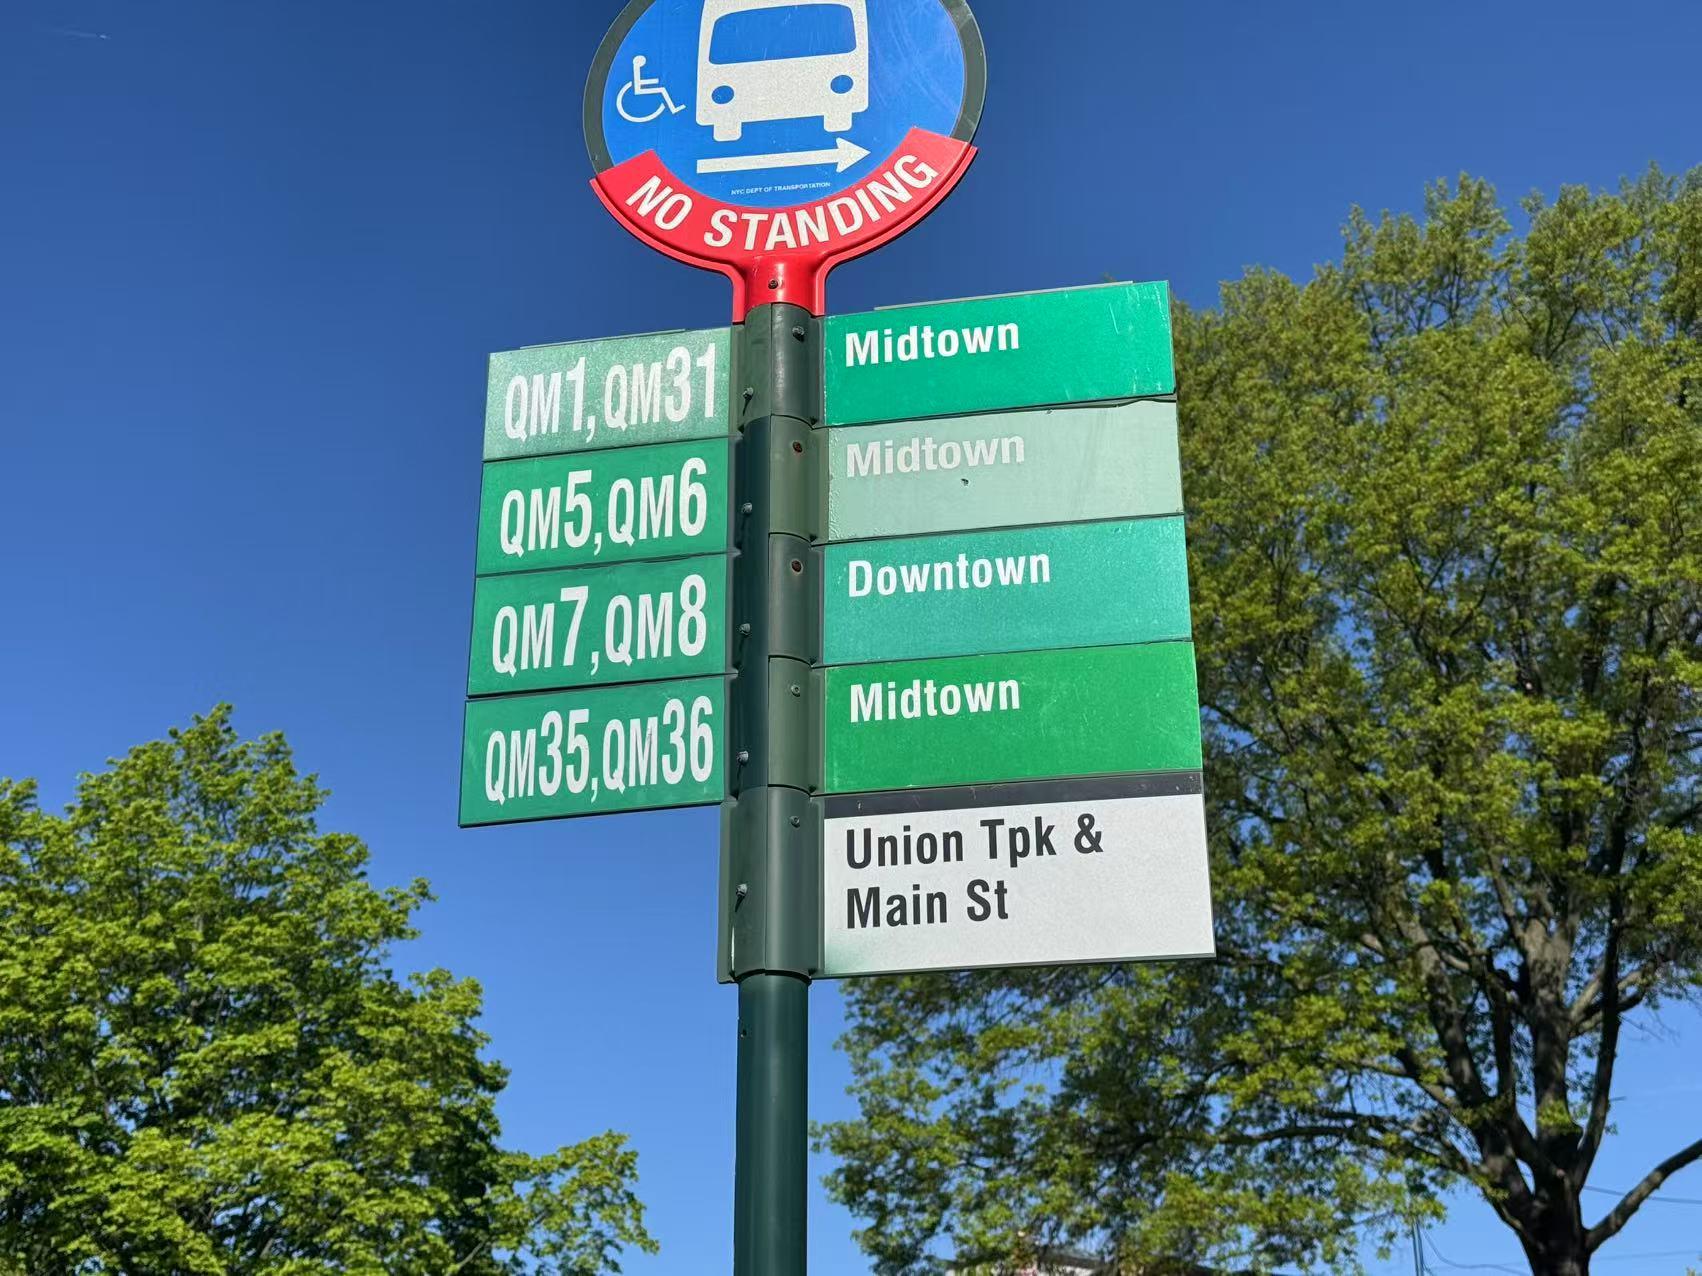 NYC DEPT OF TRANSPORTATION
NO STANDING
QM1,QM31
Midtown
QM5,QM6
Midtown
QM7,QM8
Downtown
QM35,QM36
Midtown
Union Tpk &
Main St